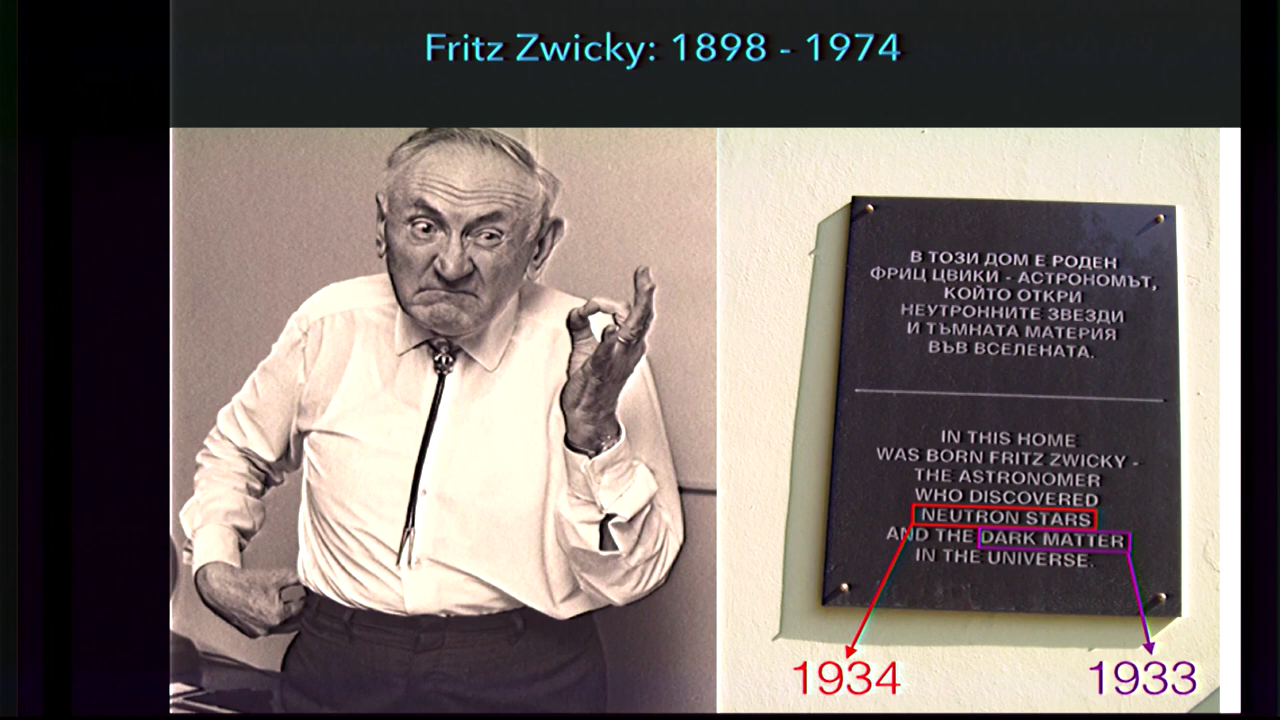 Fritz Zwicky: 1898 - 1974
В ТОЗИ ДОМ Е РОДЕН
ФРИЦ ЦВИКИ - АСТРОНОМЪТ,
КОЙТО ОТКРИ
НЕУТРОННИТЕ ЗВЕЗДИ
И ТЪМНАТА МАТЕРИЯ
ВЪВ ВСЕЛЕНАТА.
IN THIS HOME
WAS BORN FRITZ ZWICKY -
THE ASTRONOMER
WHO DISCOVERED
NEUTRON STARS
AND THE DARK MATTER
IN THE UNIVERSE.
1934
1933